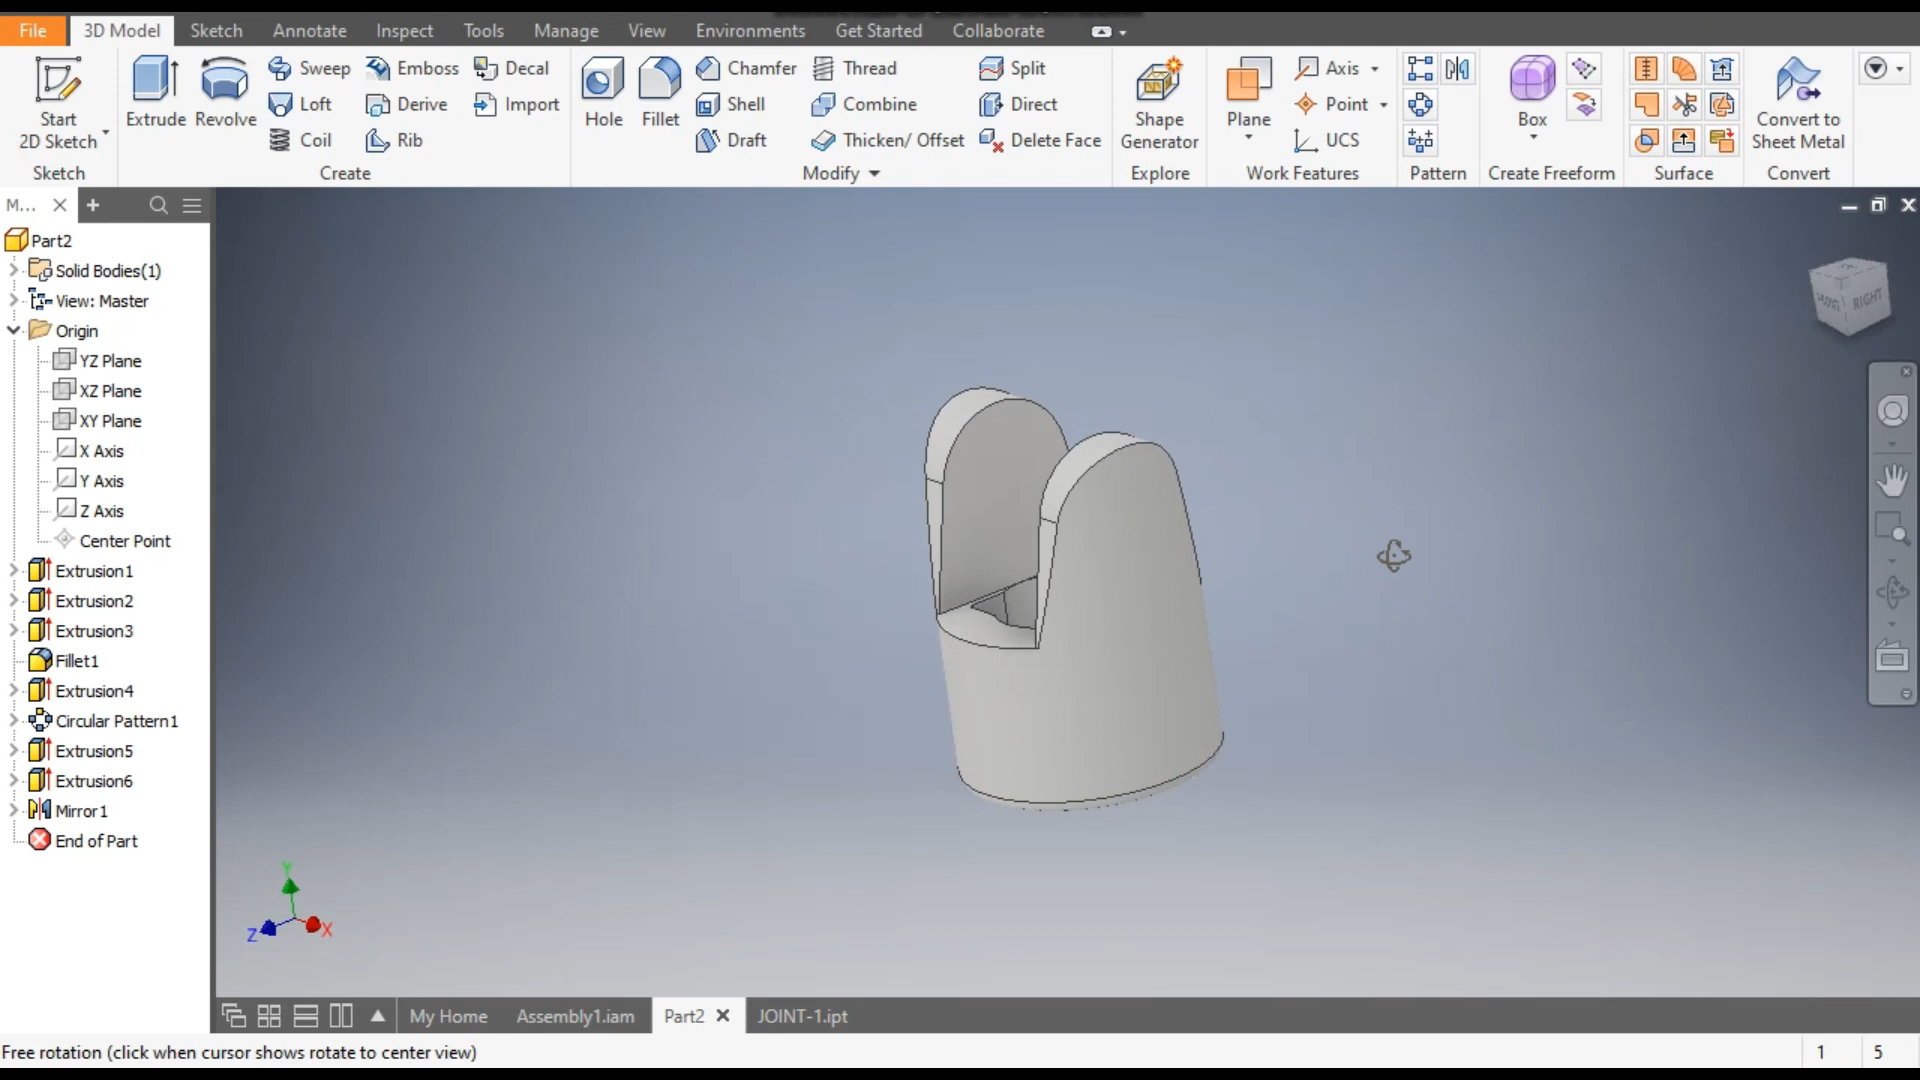 File 3D Model Sketch Annotate Inspect Tools Manage View Environments Get Started Collaborate
Start
2D Sketch
Sketch
Extrude Revolve
Sweep Emboss Decal
Loft Derive Import
Coil Rib
Create
Hole Fillet
Chamfer Thread Split
Shell Combine Direct
Draft Thicken/ Offset Delete Face
Modify
Shape
Generator
Explore
Plane
Axis
Point
UCS
Work Features
Pattern
Box
Create Freeform
Surface
Convert to
Sheet Metal
Convert
M...
Part2
Solid Bodies(1)
View: Master
Origin
YZ Plane
XZ Plane
XY Plane
X Axis
Y Axis
Z Axis
Center Point
Extrusion1
Extrusion2
Extrusion3
Fillet1
Extrusion4
Circular Pattern1
Extrusion5
Extrusion6
Mirror1
End of Part
RIGHT
Y
Z
X
My Home Assembly1.iam Part2 JOINT-1.ipt
Free rotation (click when cursor shows rotate to center view)
1 5